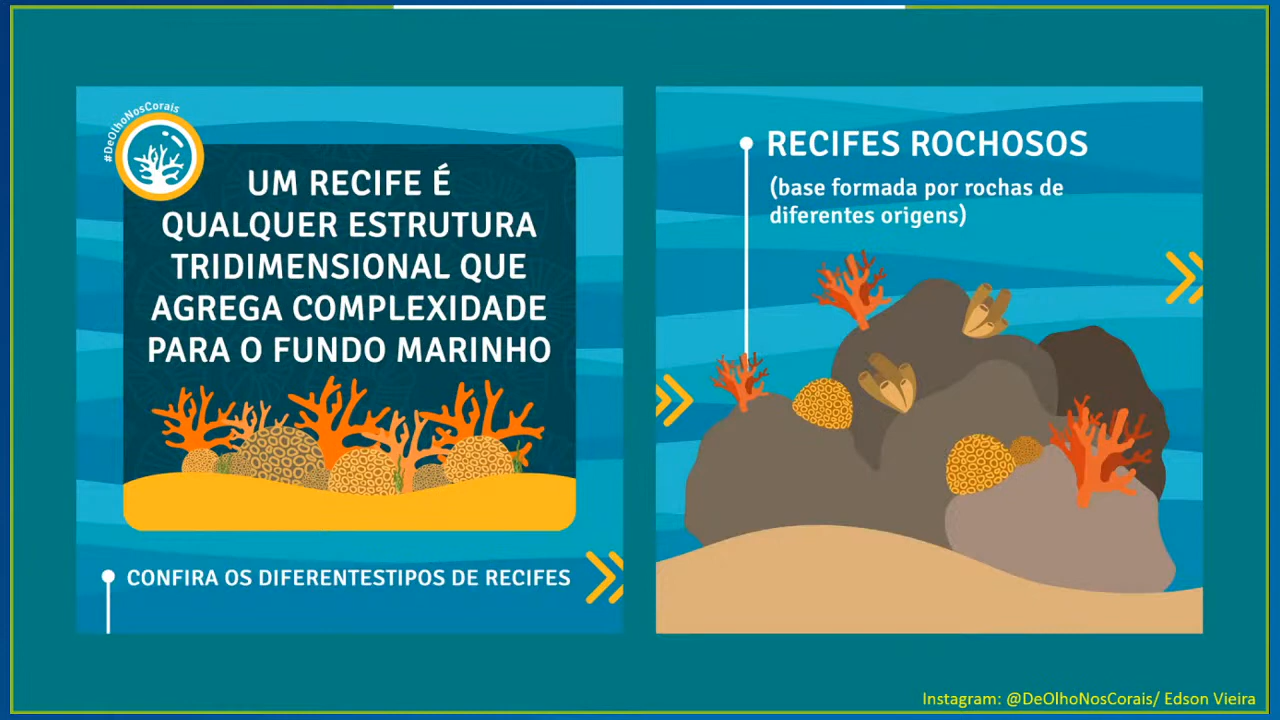 #DeOlhoNosCorais
UM RECIFE É
QUALQUER ESTRUTURA
TRIDIMENSIONAL QUE
AGREGA COMPLEXIDADE
PARA O FUNDO MARINHO
CONFIRA OS DIFERENTESTIPOS DE RECIFES
RECIFES ROCHOSOS
(base formada por rochas de
diferentes origens)
Instagram: @DeOlhoNosCorais/ Edson Vieira